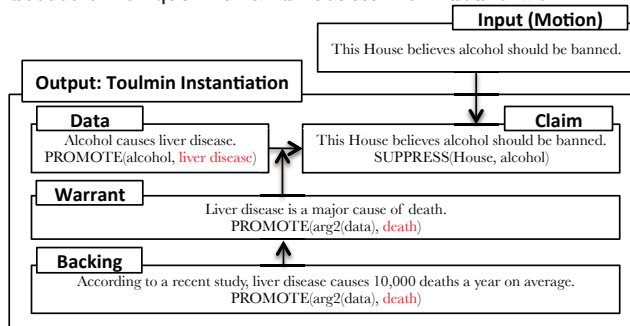 Input (Motion)
This House believes alcohol should be banned.
Output: Toulmin Instantiation
Data
Alcohol causes liver disease.
PROMOTE(alcohol, liver disease)
Claim
This House believes alcohol should be banned.
SUPPRESS(House, alcohol)
Warrant
Liver disease is a major cause of death.
PROMOTE(arg2(data), death)
Backing
According to a recent study, liver disease causes 10,000 deaths a year on average.
PROMOTE(arg2(data), death)